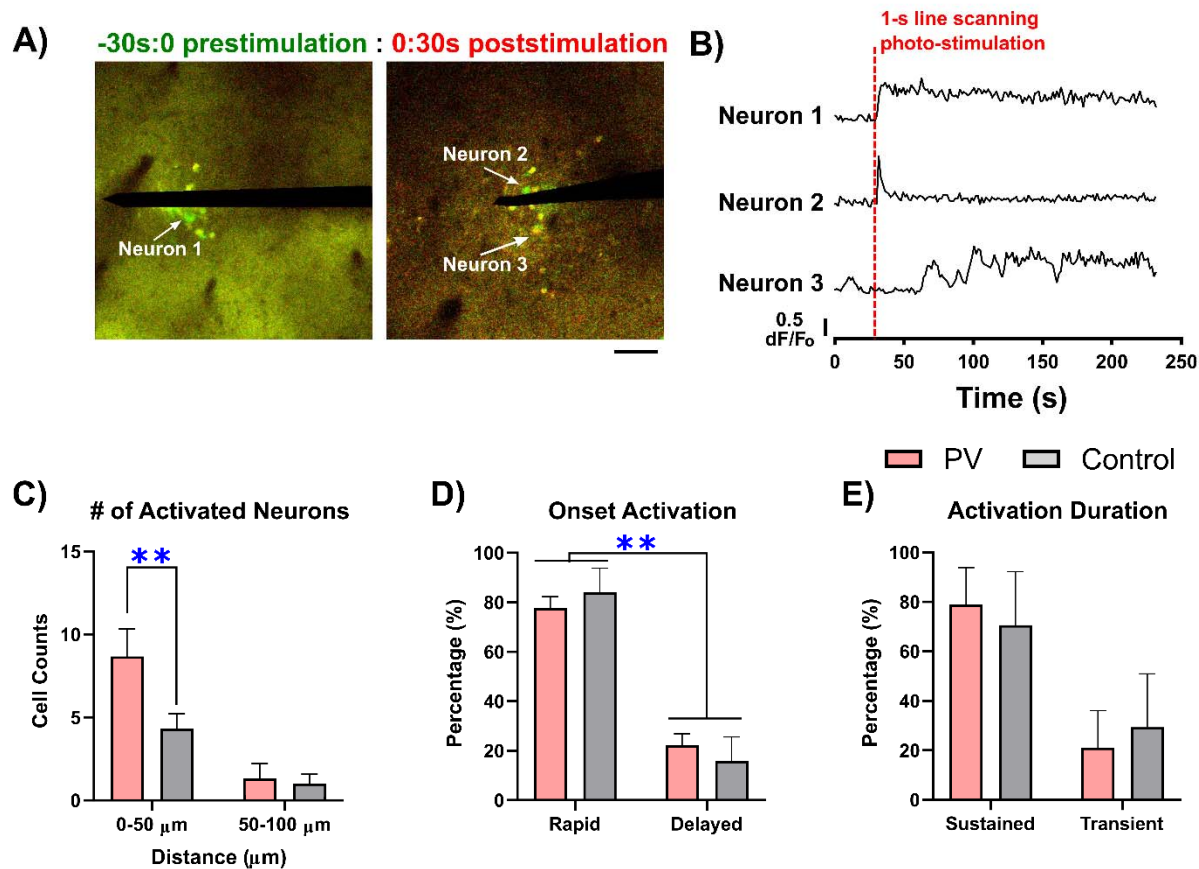 A)
-30s:0 prestimulation : 0:30s poststimulation
Neuron 1
Neuron 2
Neuron 3
B)
1-s line scanning
photo-stimulation
Neuron 1
Neuron 2
Neuron 3
0.5
dF/Fo
0 50 100 150 200 250
Time (s)
PV Control
C)
# of Activated Neurons
**
15
10
5
0
Cell Counts
0-50 μm 50-100 μm
Distance (μm)
D)
Onset Activation
**
100
80
60
40
20
0
Percentage (%)
Rapid Delayed
E)
Activation Duration
100
80
60
40
20
0
Percentage (%)
Sustained Transient